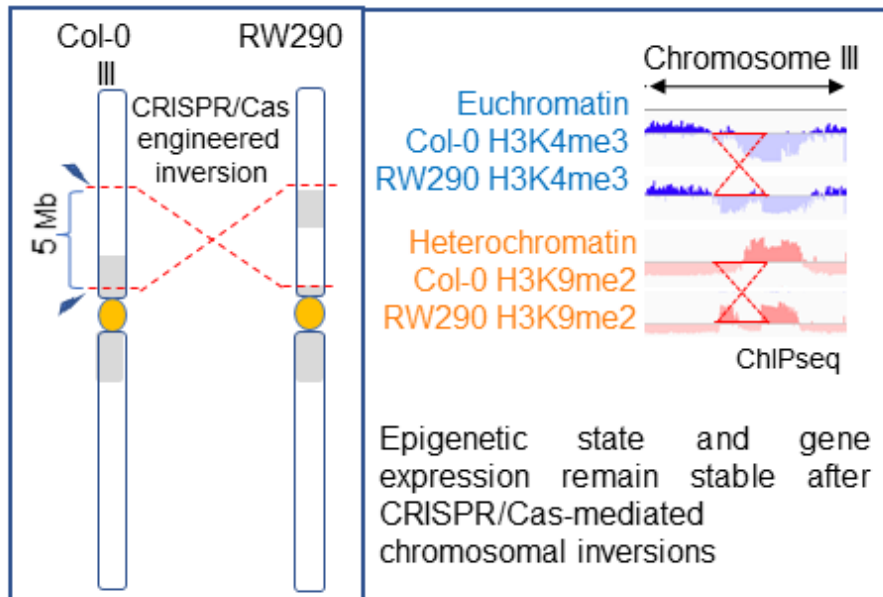 Col-0
III
RW290
CRISPR/Cas
engineered
inversion
5 Mb
Chromosome III
Euchromatin
Col-0 H3K4me3
RW290 H3K4me3
Heterochromatin
Col-0 H3K9me2
RW290 H3K9me2
ChIPseq
Epigenetic state and gene
expression remain stable after
CRISPR/Cas-mediated
chromosomal inversions